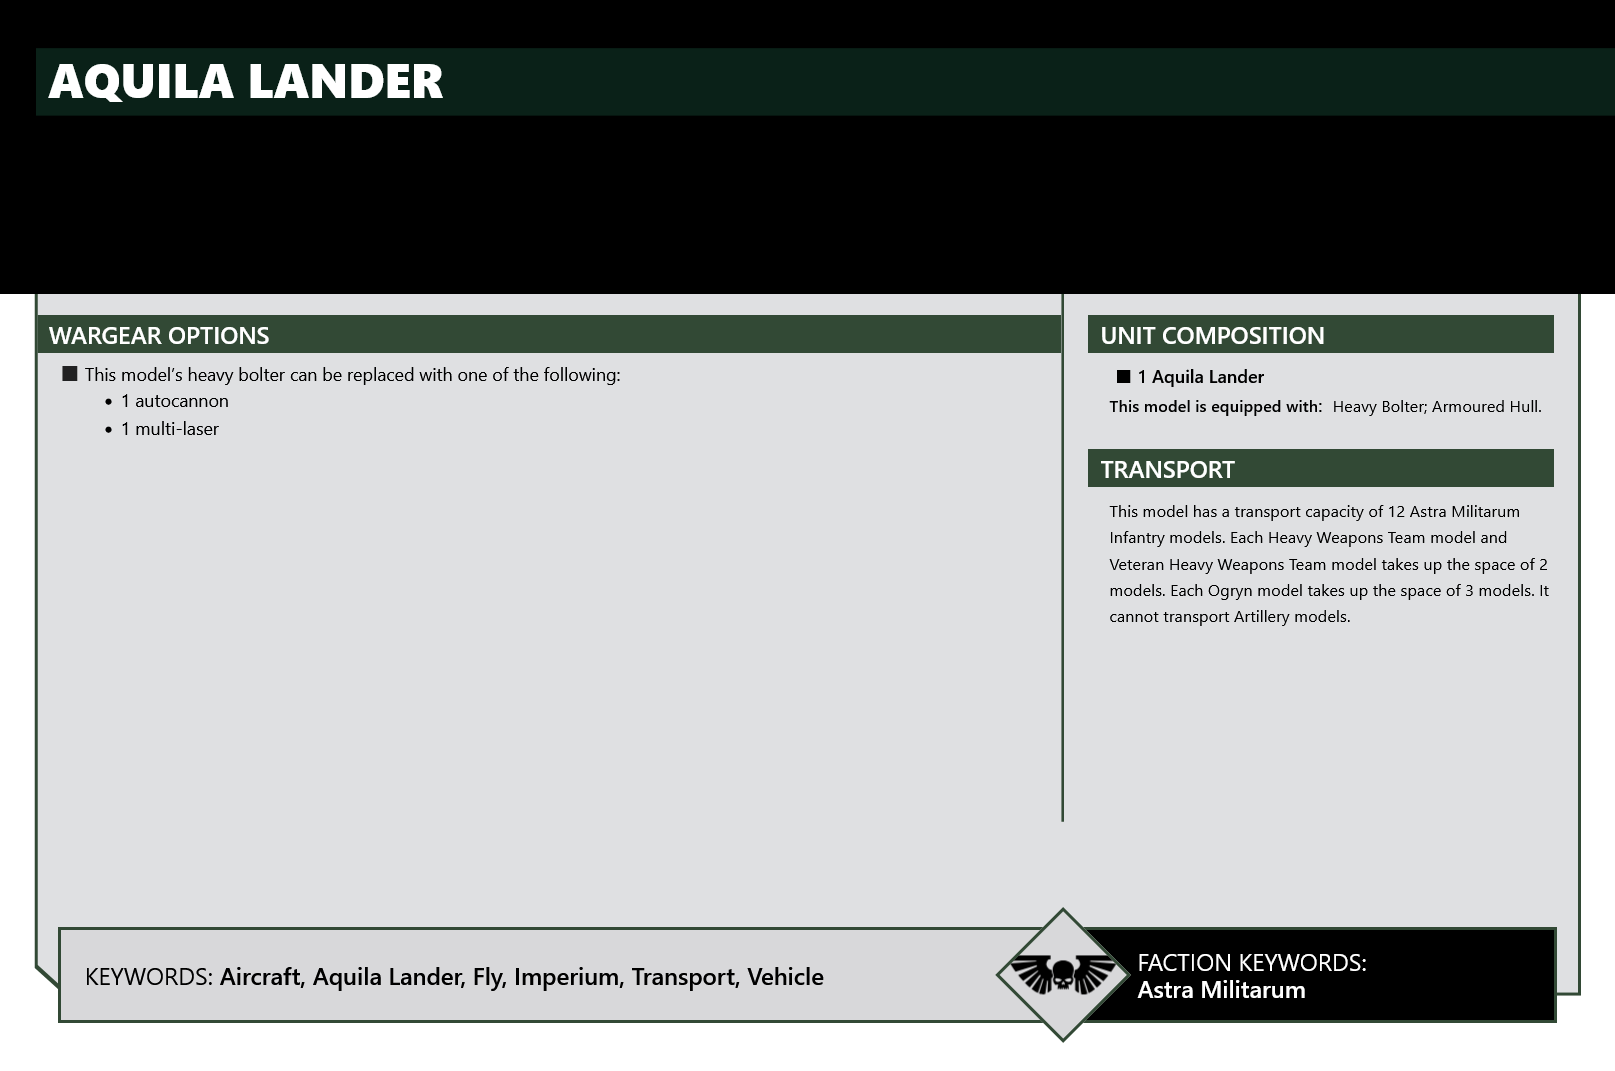 AQUILA LANDER
WARGEAR OPTIONS
■ This model's heavy bolter can be replaced with one of the following:
• 1 autocannon
• 1 multi-laser
UNIT COMPOSITION
■ 1 Aquila Lander
This model is equipped with: Heavy Bolter; Armoured Hull.
TRANSPORT
This model has a transport capacity of 12 Astra Militarum
Infantry models. Each Heavy Weapons Team model and
Veteran Heavy Weapons Team model takes up the space of 2
models. Each Ogryn model takes up the space of 3 models. It
cannot transport Artillery models.
KEYWORDS: Aircraft, Aquila Lander, Fly, Imperium, Transport, Vehicle
FACTION KEYWORDS:
Astra Militarum